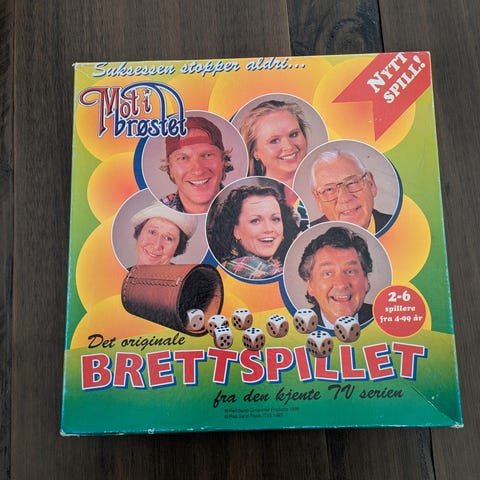 Suksessen stopper aldri...
NYTT
SPILL!
Mot i
brøstet
2-6
spillere
fra 4-99 år
Det originale
BRETTSPILLET
fra den kjente TV serien